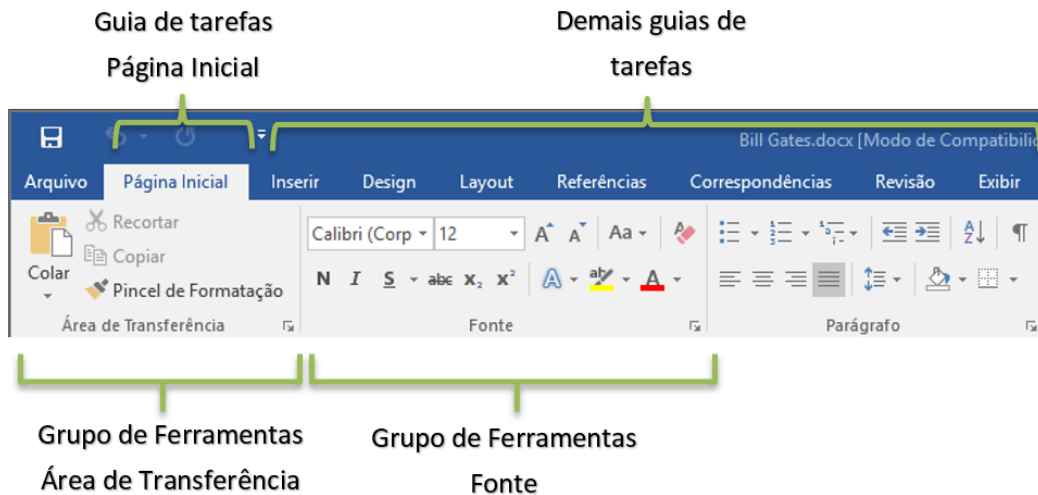 Guia de tarefas
Página Inicial
Demais guias de
tarefas
Bill Gates.docx [Modo de
Arquivo Página Inicial Inserir Design Layout Referências Correspondências Revisão Exibir
Recortar
Calibri (Corp 12 Aa
Copiar
Colar
Pincel de Formatação
N I S abc x₂ x² A aby A
Área de Transferência Fonte Parágrafo
Grupo de Ferramentas
Área de Transferência
Grupo de Ferramentas
Fonte